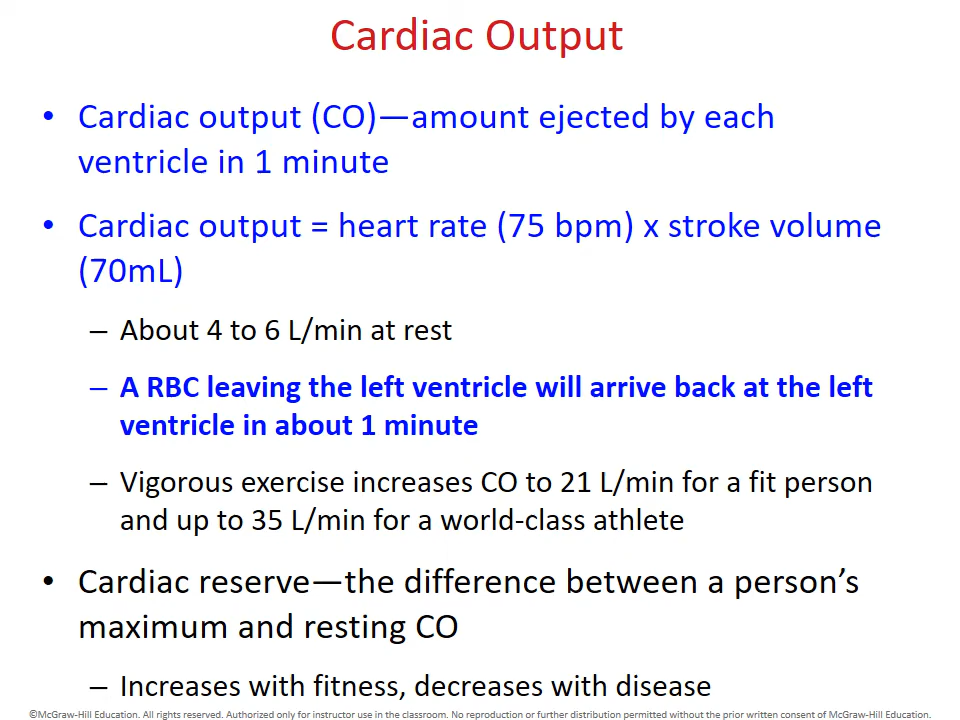 Cardiac Output
• Cardiac output (CO)—amount ejected by each
ventricle in 1 minute
• Cardiac output = heart rate (75 bpm) x stroke volume
(70mL)
– About 4 to 6 L/min at rest
– A RBC leaving the left ventricle will arrive back at the left
ventricle in about 1 minute
– Vigorous exercise increases CO to 21 L/min for a fit person
and up to 35 L/min for a world-class athlete
• Cardiac reserve—the difference between a person’s
maximum and resting CO
– Increases with fitness, decreases with disease
©McGraw-Hill Education. All rights reserved. Authorized only for instructor use in the classroom. No reproduction or further distribution permitted without the prior written consent of McGraw-Hill Education.